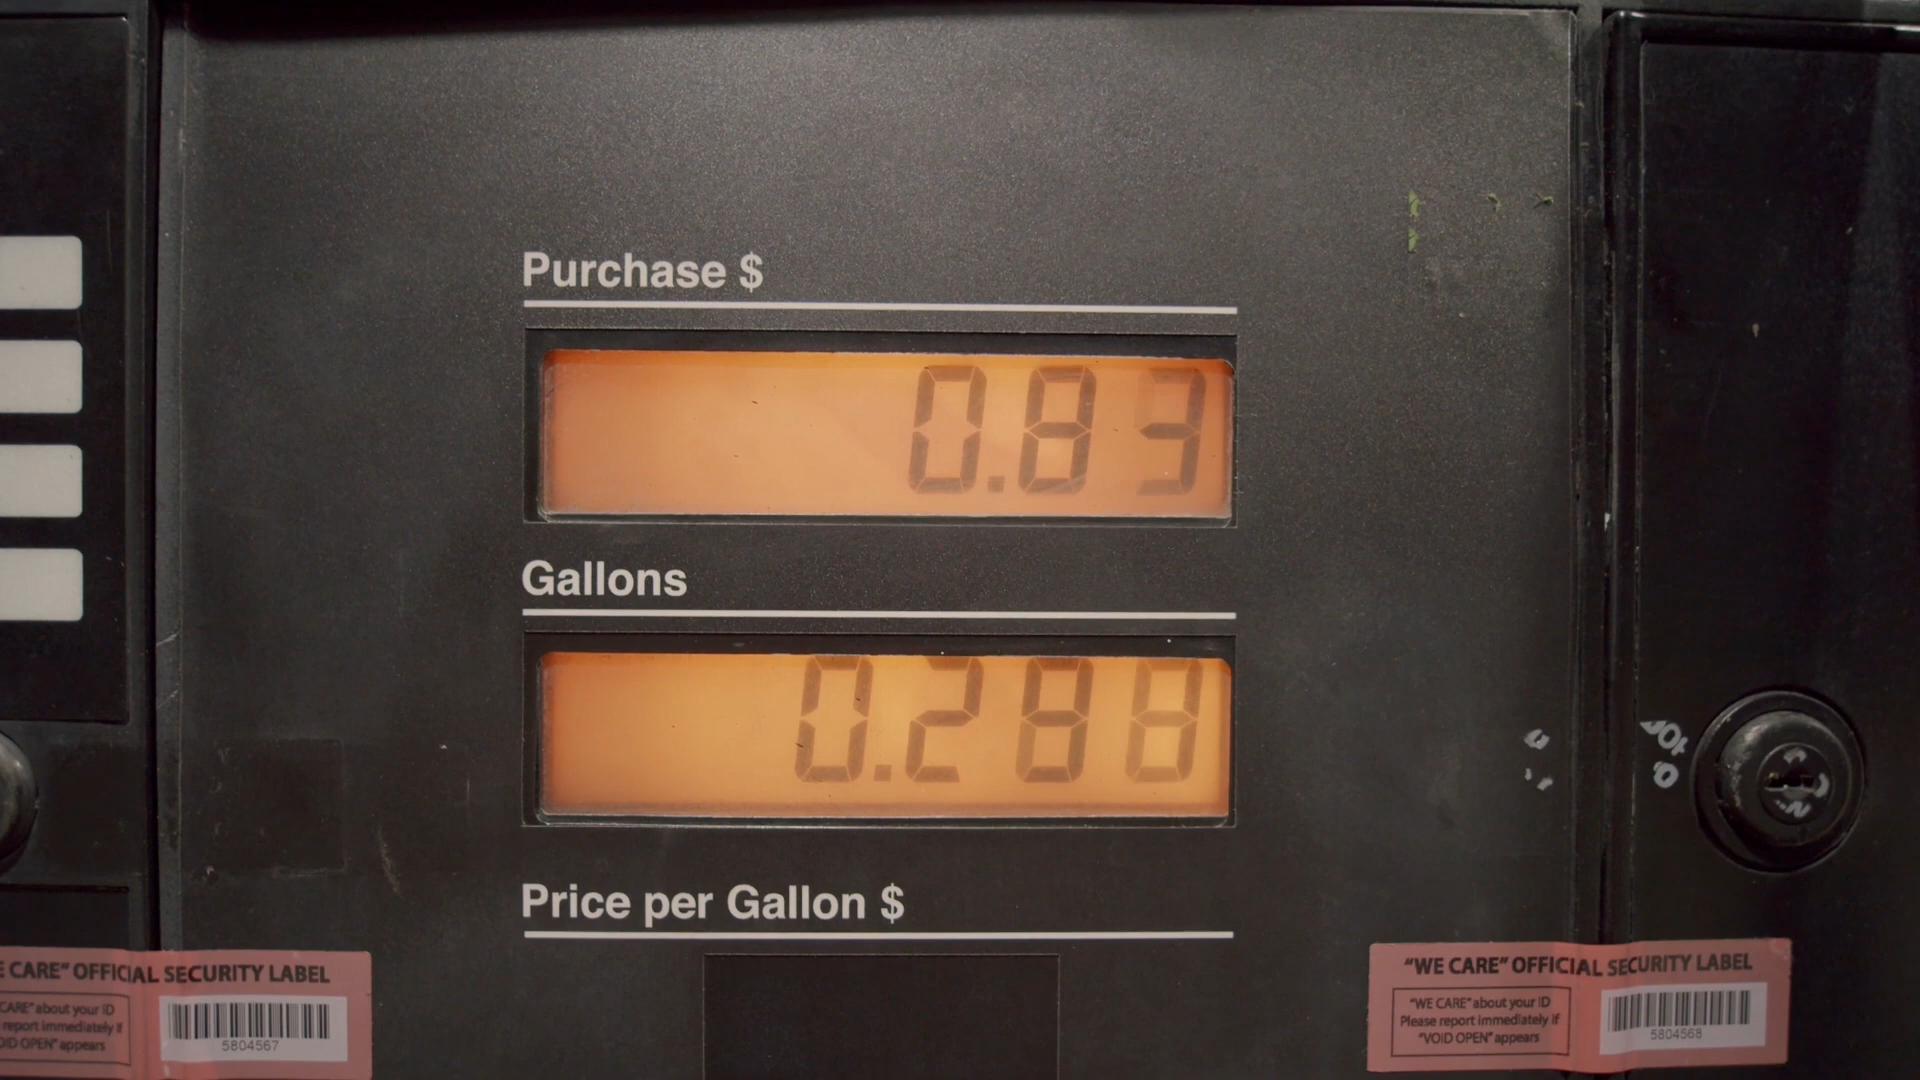 Purchase $
0.83
Gallons
0.288
Price per Gallon $
CARE" OFFICIAL SECURITY LABEL
CARE" about your ID
report immediately if
OPEN" appears
5804567
"WE CARE" OFFICIAL SECURITY LABEL
"WE CARE" about your ID
Please report immediately if
"VOID OPEN" appears
5804568